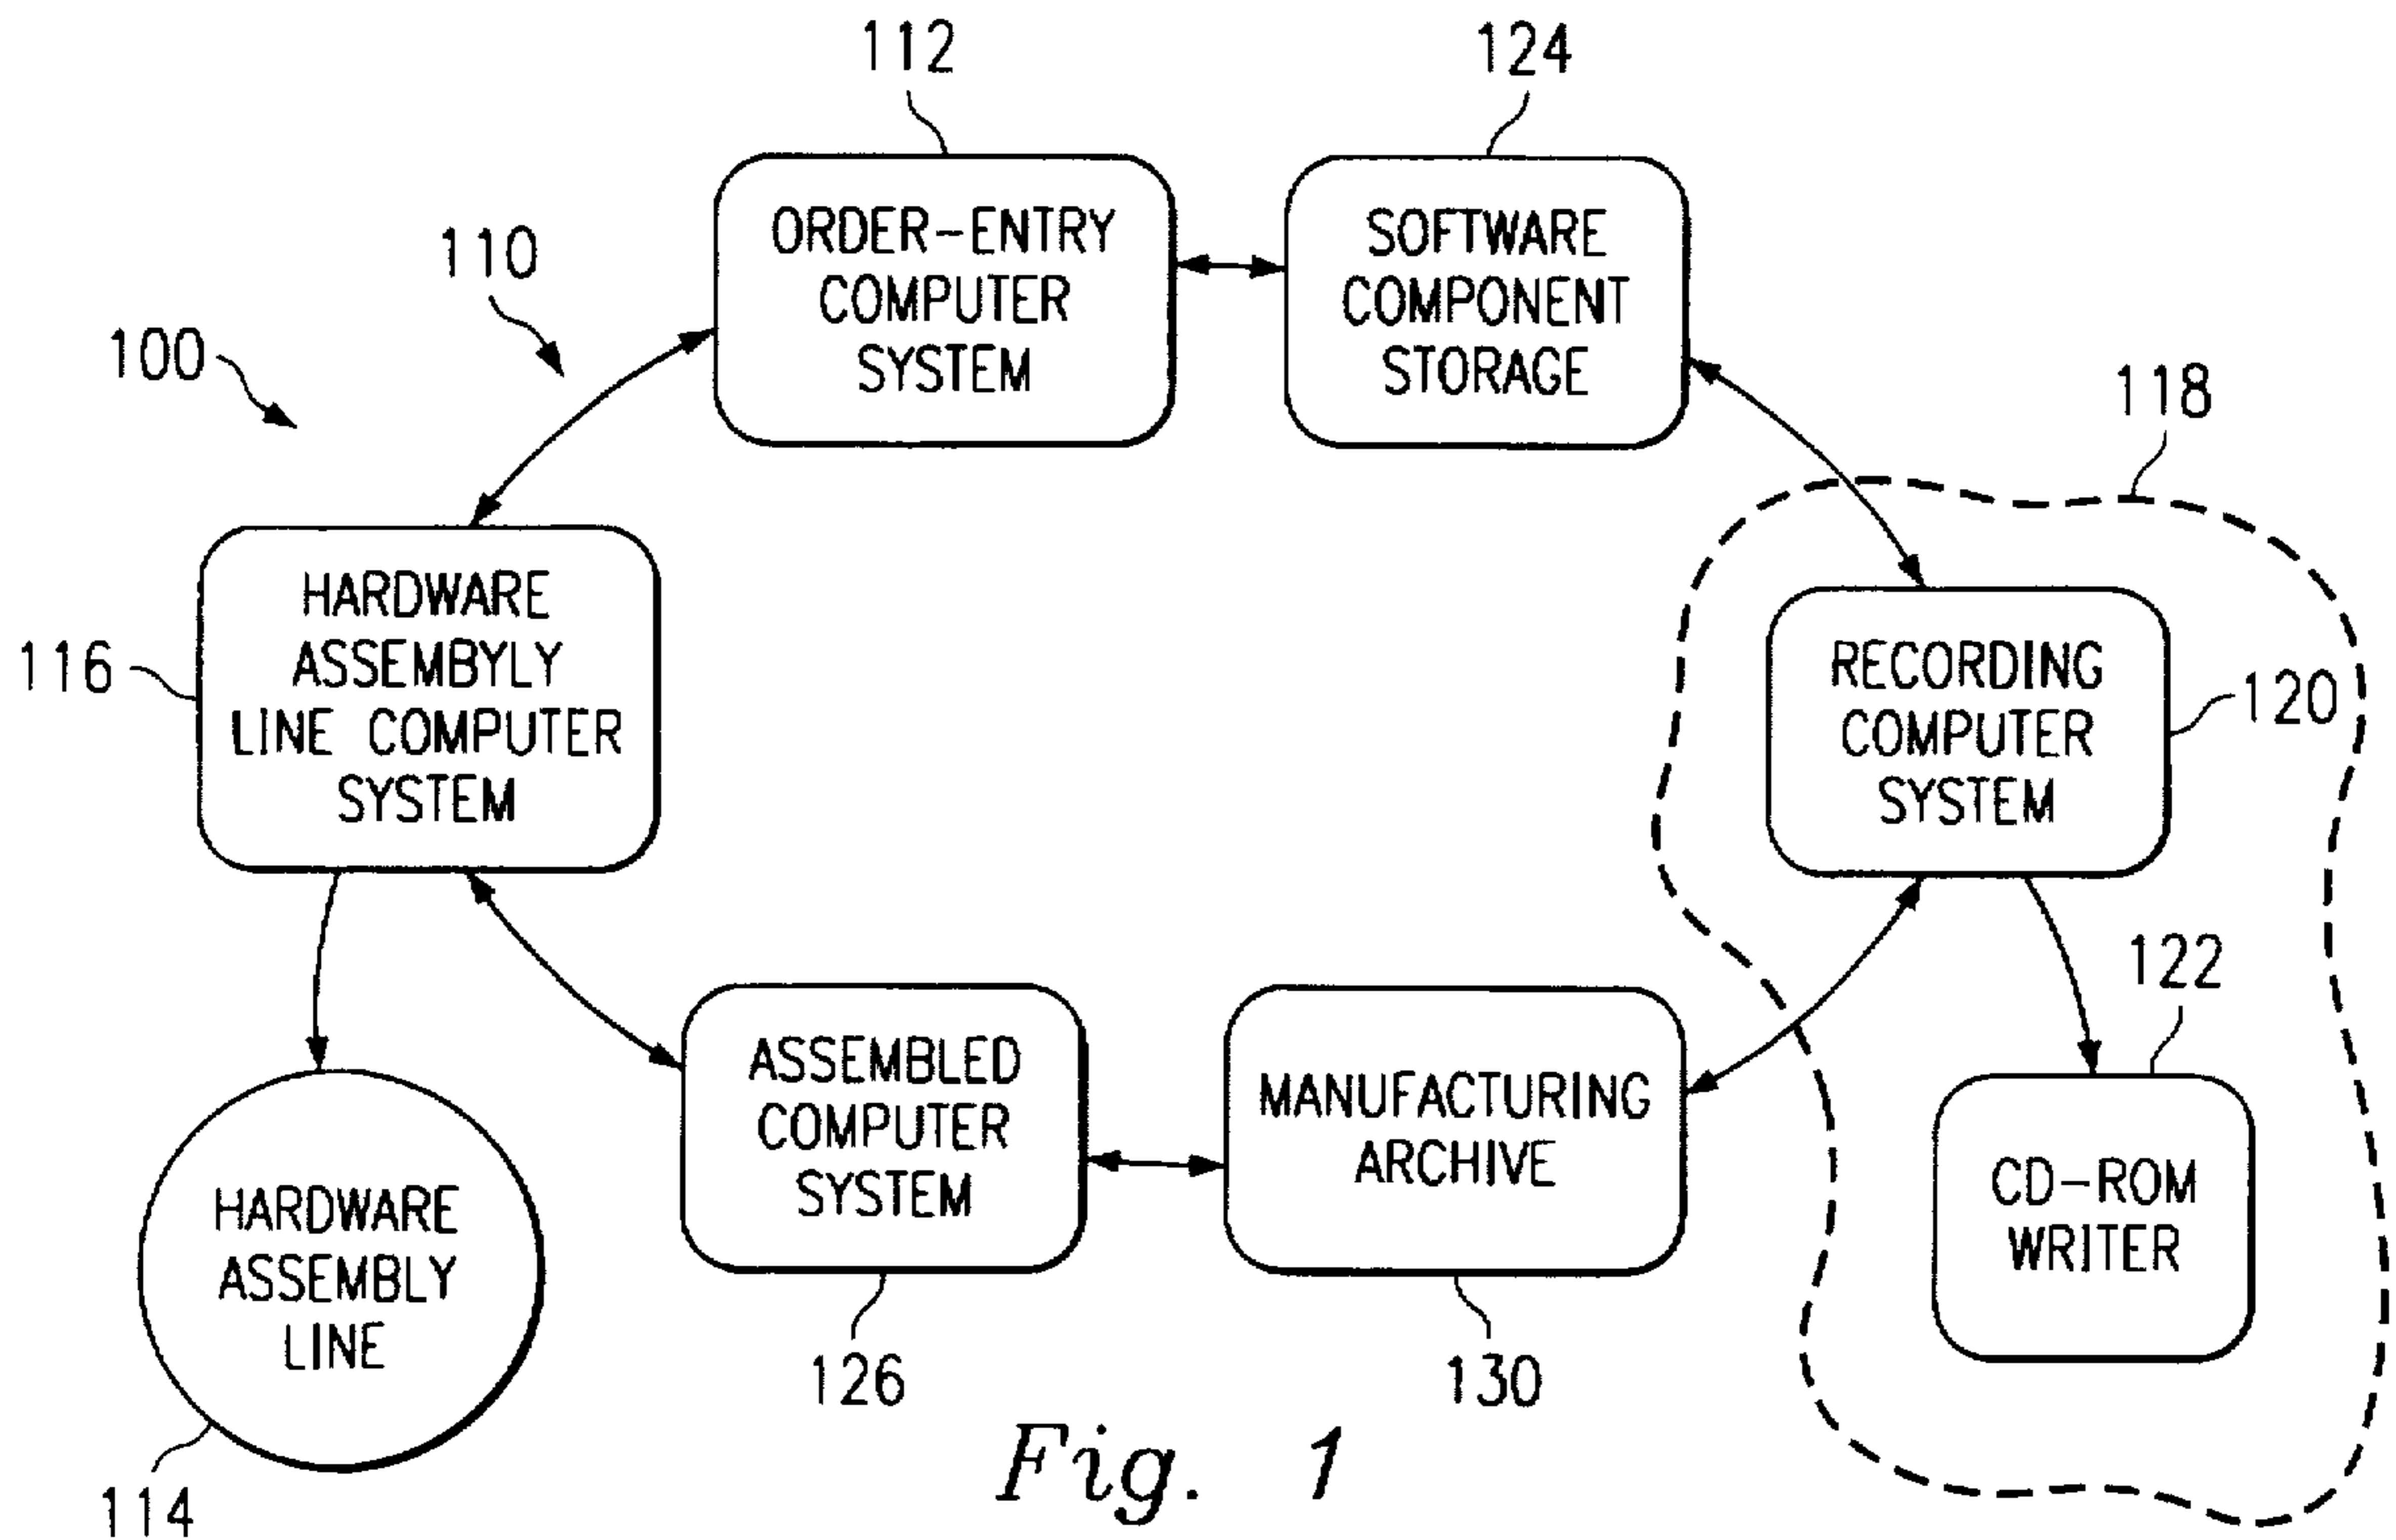 112
124
110
100
ORDER-ENTRY
COMPUTER
SYSTEM
SOFTWARE
COMPONENT
STORAGE
118
116
HARDWARE
ASSEMBYLY
LINE COMPUTER
SYSTEM
RECORDING
COMPUTER
SYSTEM
120
122
HARDWARE
ASSEMBLY
LINE
114
ASSEMBLED
COMPUTER
SYSTEM
126
MANUFACTURING
ARCHIVE
130
CD-ROM
WRITER
Fig. 1